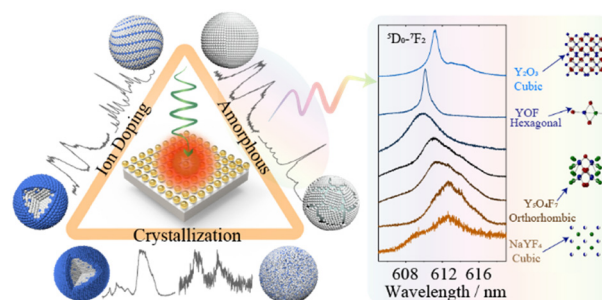 Ion Doping
Amorphous
Crystallization
⁵D₀-⁷F₂
Y₂O₃
Cubic
YOF
Hexagonal
Y₅O₄F₇
Orthorhombic
NaYF₄
Cubic
608 612 616
Wavelength / nm